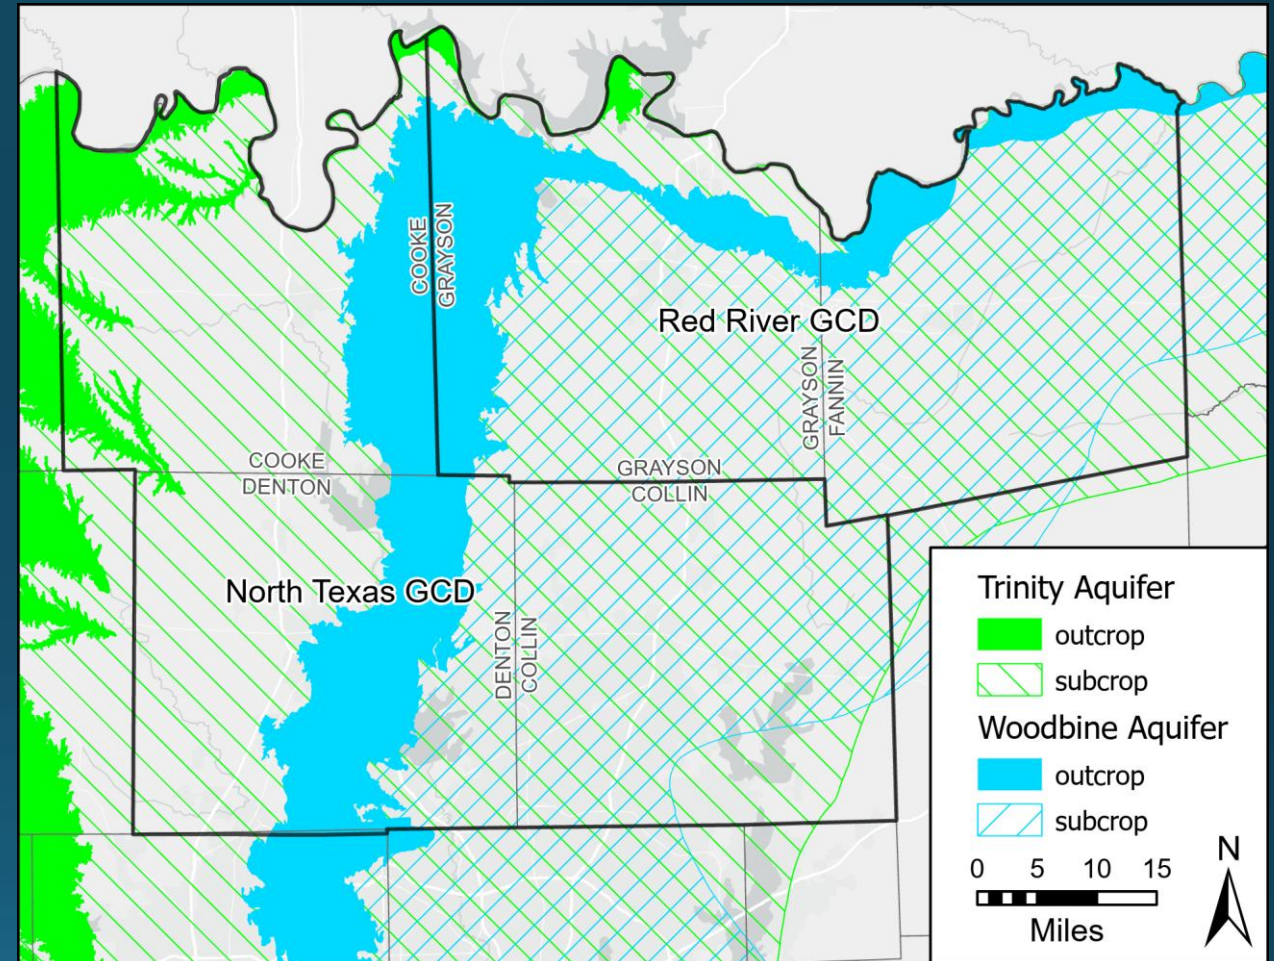 COOKE
GRAYSON
Red River GCD
GRAYSON
FANNIN
COOKE
DENTON
GRAYSON
COLLIN
North Texas GCD
DENTON
COLLIN
Trinity Aquifer
outcrop
subcrop
Woodbine Aquifer
outcrop
subcrop
N
0 5 10 15
Miles